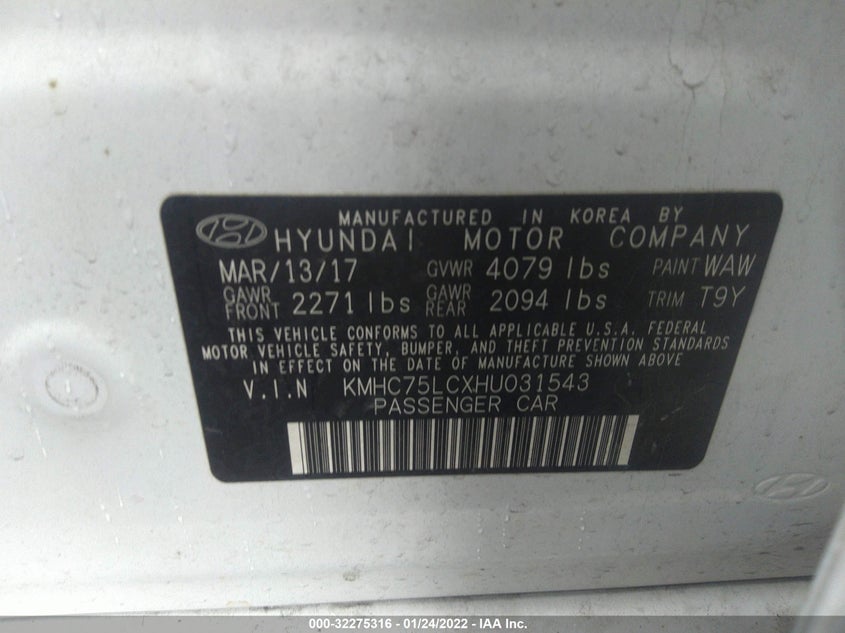 MANUFACTURED IN KOREA BY
HYUNDAI MOTOR COMPANY
MAR/13/17 GVWR 4079 lbs PAINT WAW
GAWR FRONT 2271 lbs GAWR REAR 2094 lbs TRIM T9Y
THIS VEHICLE CONFORMS TO ALL APPLICABLE U.S.A. FEDERAL
MOTOR VEHICLE SAFETY, BUMPER, AND THEFT PREVENTION STANDARDS
IN EFFECT ON THE DATE OF MANUFACTURE SHOWN ABOVE
V.I.N KMHC75LCXHU031543
PASSENGER CAR
000-32275316 - 01/24/2022 - IAA Inc.